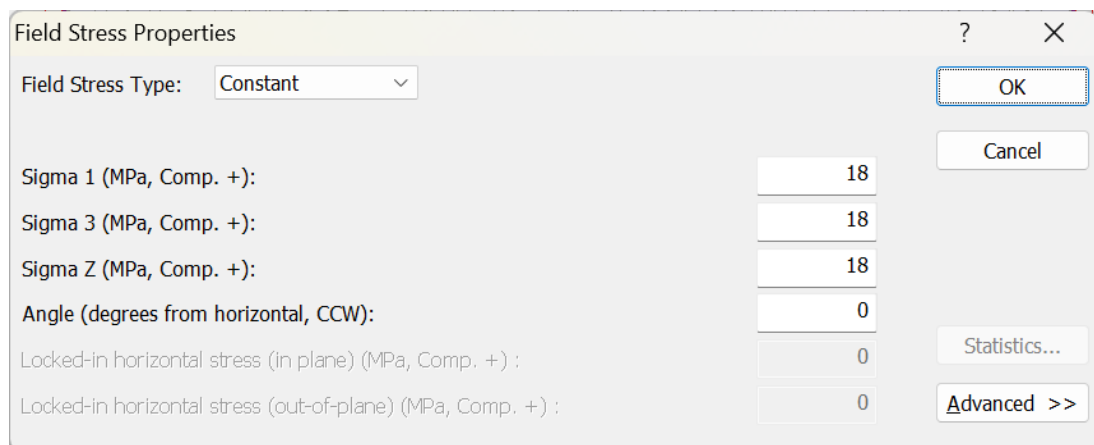 Field Stress Properties ? ×
Field Stress Type: Constant OK
Cancel
Sigma 1 (MPa, Comp. +): 18
Sigma 3 (MPa, Comp. +): 18
Sigma Z (MPa, Comp. +): 18
Angle (degrees from horizontal, CCW): 0
Locked-in horizontal stress (in plane) (MPa, Comp. +) : 0 Statistics...
Locked-in horizontal stress (out-of-plane) (MPa, Comp. +) : 0 Advanced >>